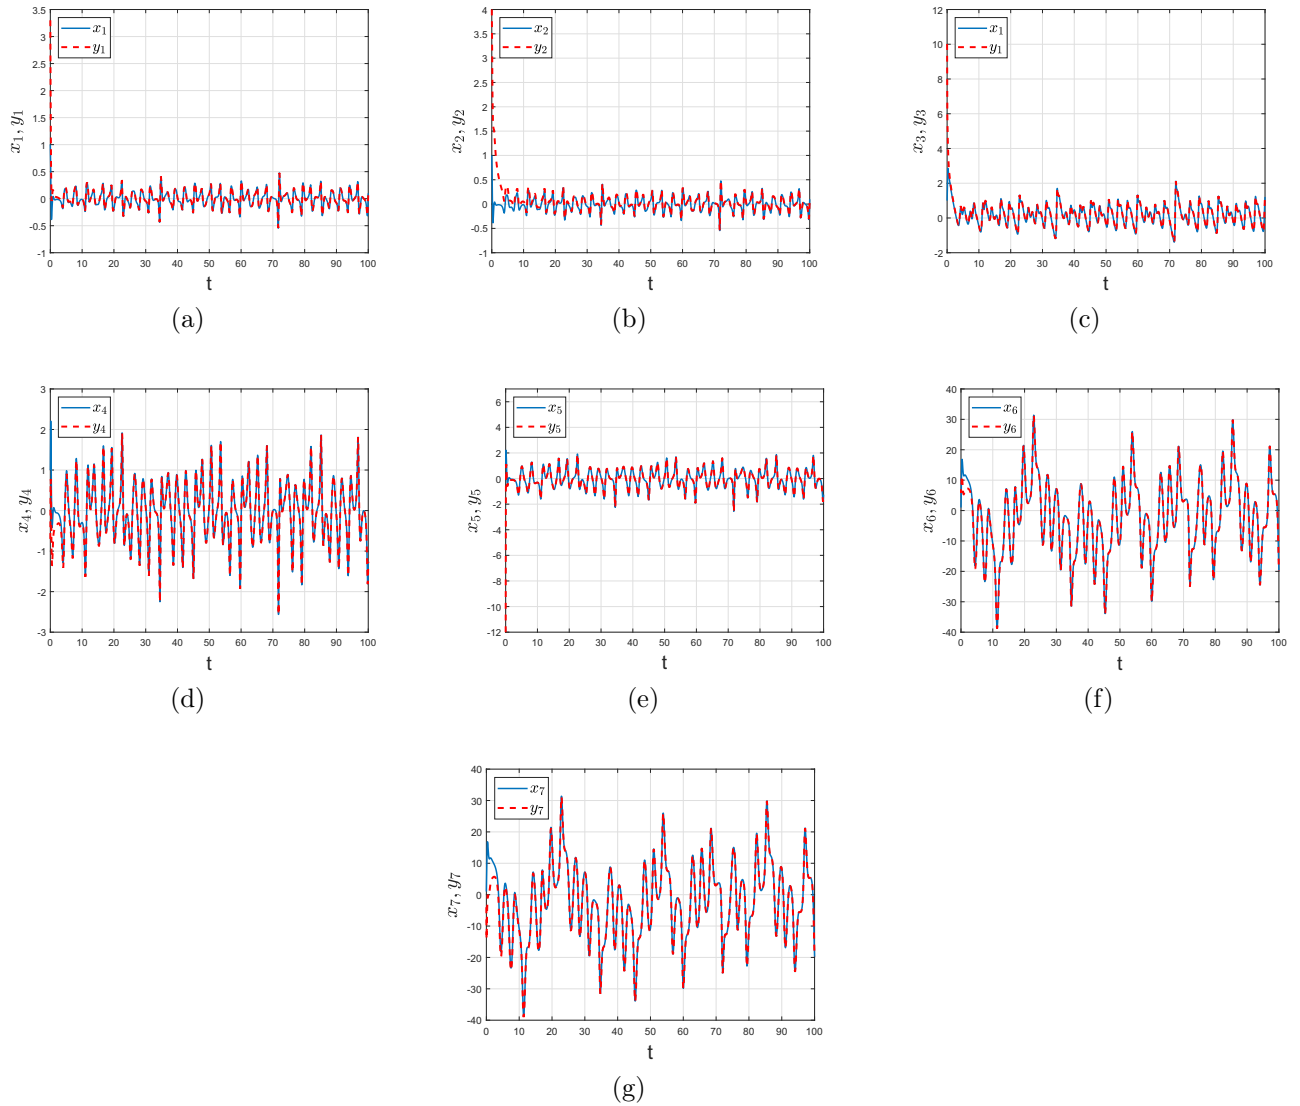 3.5
3
2.5
2
1.5
1
0.5
0
-0.5
-1
x₁, y₁
x₁
y₁
0 10 20 30 40 50 60 70 80 90 100
t
(a)
4
3.5
3
2.5
2
1.5
1
0.5
0
-0.5
-1
x₂, y₂
x₂
y₂
0 10 20 30 40 50 60 70 80 90 100
t
(b)
12
10
8
6
4
2
0
-2
x₃, y₃
x₁
y₁
0 10 20 30 40 50 60 70 80 90 100
t
(c)
3
2
1
0
-1
-2
-3
x₄, y₄
x₄
y₄
0 10 20 30 40 50 60 70 80 90 100
t
(d)
6
4
2
0
-2
-4
-6
-8
-10
-12
x₅, y₅
x₅
y₅
0 10 20 30 40 50 60 70 80 90 100
t
(e)
40
30
20
10
0
-10
-20
-30
-40
x₆, y₆
x₆
y₆
0 10 20 30 40 50 60 70 80 90 100
t
(f)
40
30
20
10
0
-10
-20
-30
-40
x₇, y₇
x₇
y₇
0 10 20 30 40 50 60 70 80 90 100
t
(g)